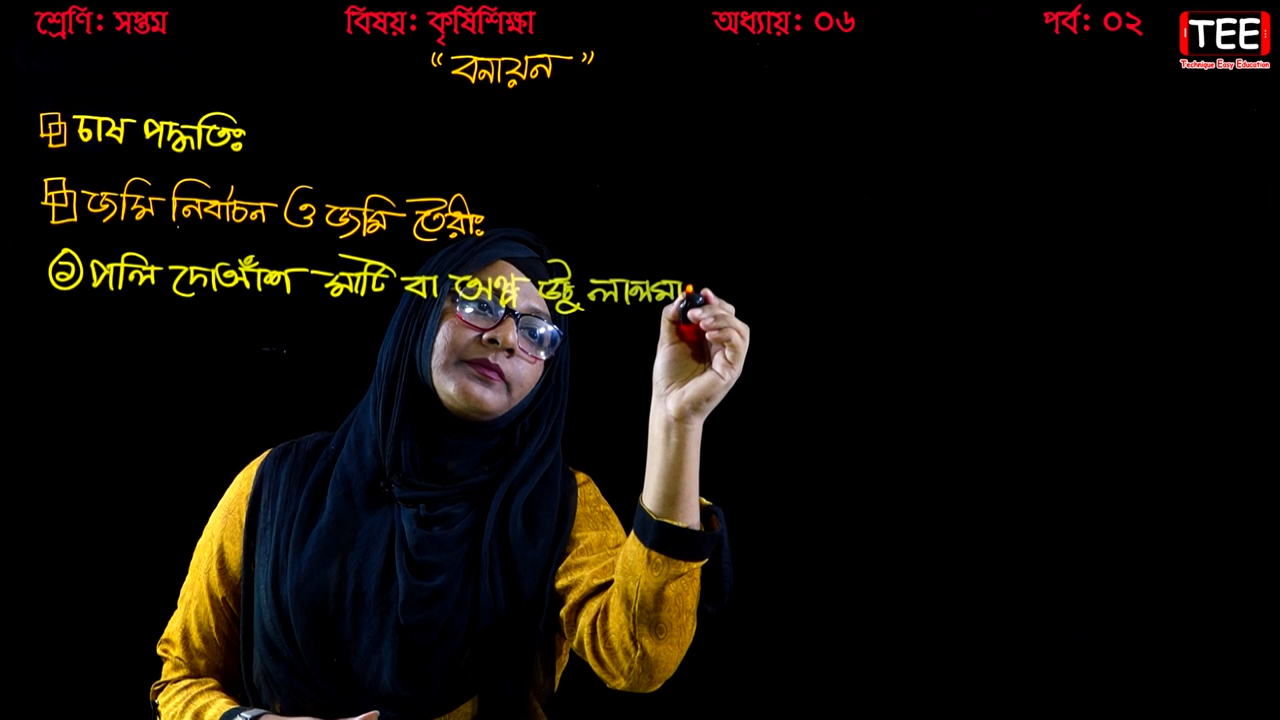 শ্রেণি: সপ্তম বিষয়: কৃষিশিক্ষা অধ্যায়: ০৬ পর্ব: ০২
TEE
Technique Easy Education
“বনায়ন”
চাষ পদ্ধতিঃ
জমি নির্বাচন ও জমি তৈরীঃ
১ পলি দোআঁশ মাটি বা অল্প